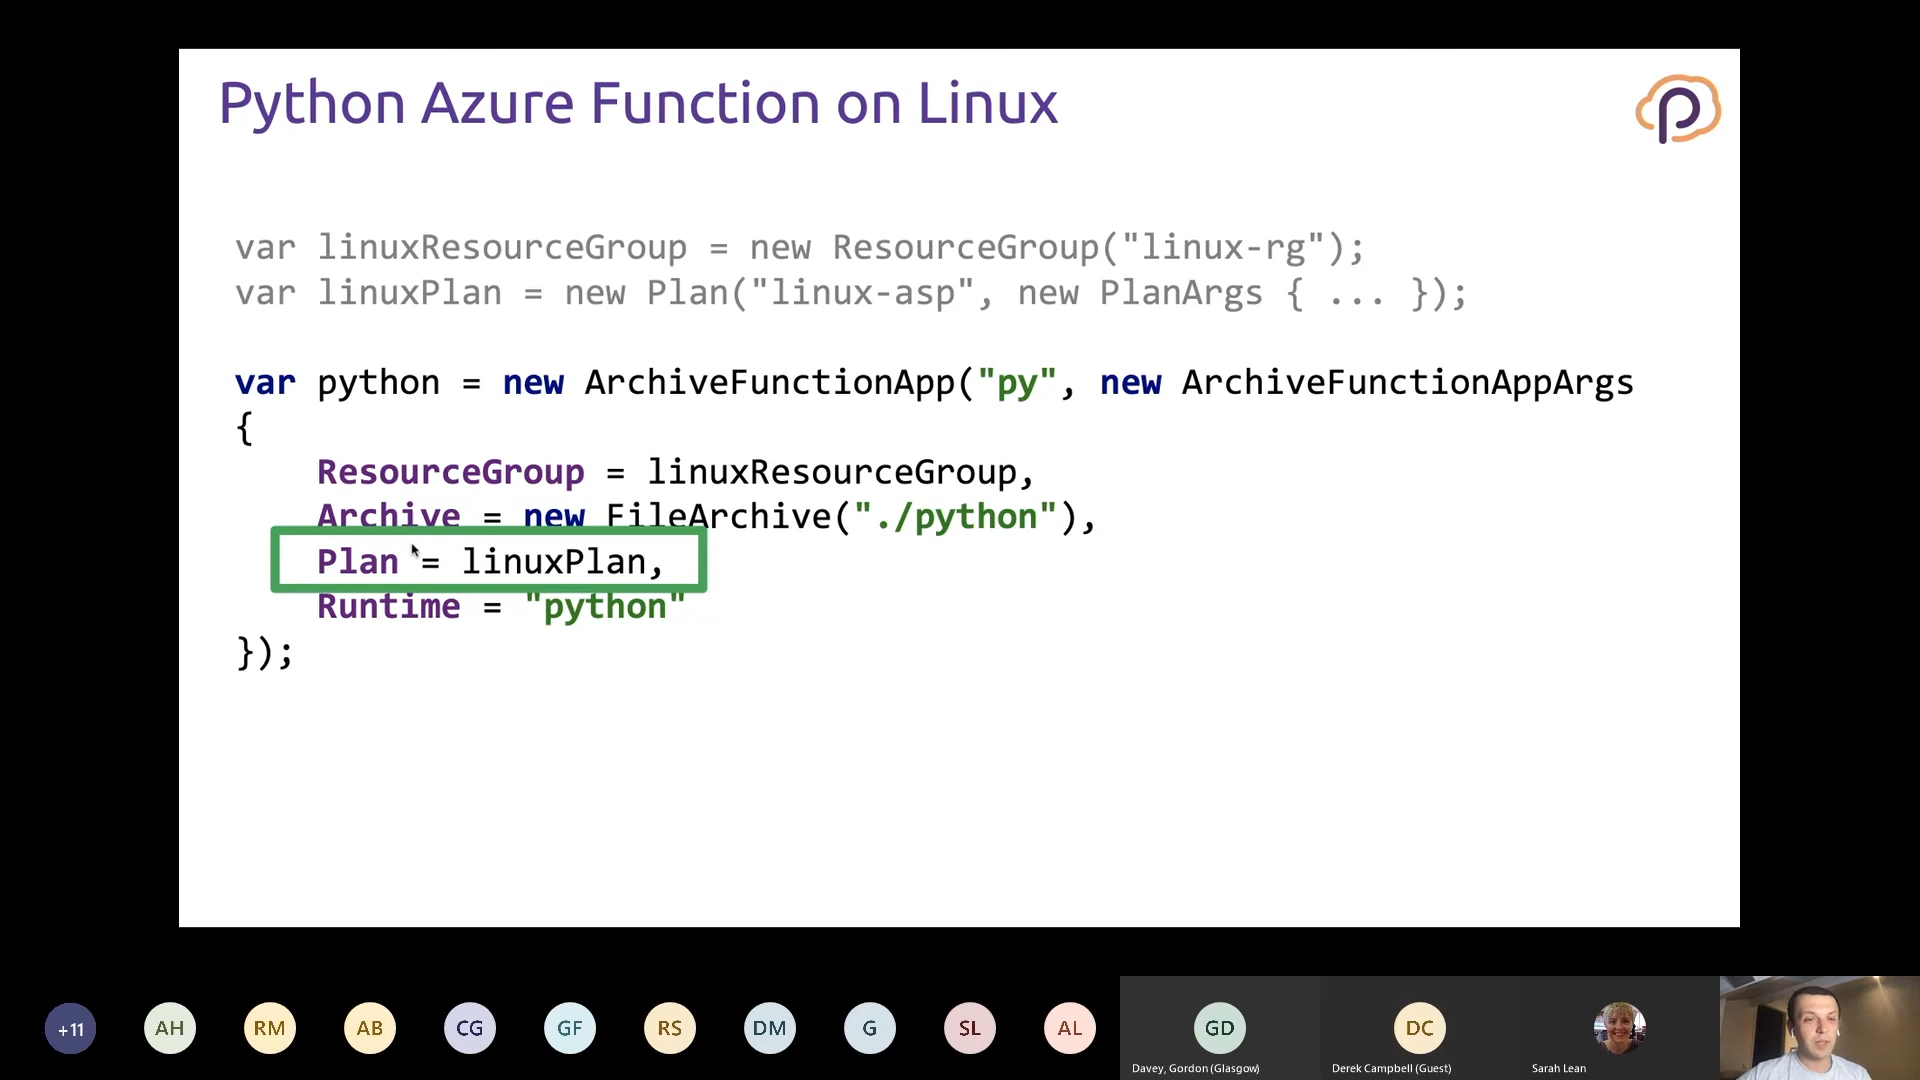 Python Azure Function on Linux
var linuxResourceGroup = new ResourceGroup("linux-rg");
var linuxPlan = new Plan("linux-asp", new PlanArgs { ... });
var python = new ArchiveFunctionApp("py", new ArchiveFunctionAppArgs
{
ResourceGroup = linuxResourceGroup,
Archive = new FileArchive("./python"),
Plan = linuxPlan,
Runtime = "python"
});
+11 AH RM AB CG GF RS DM G SL AL GD DC
Davey, Gordon (Glasgow) Derek Campbell (Guest) Sarah Lean